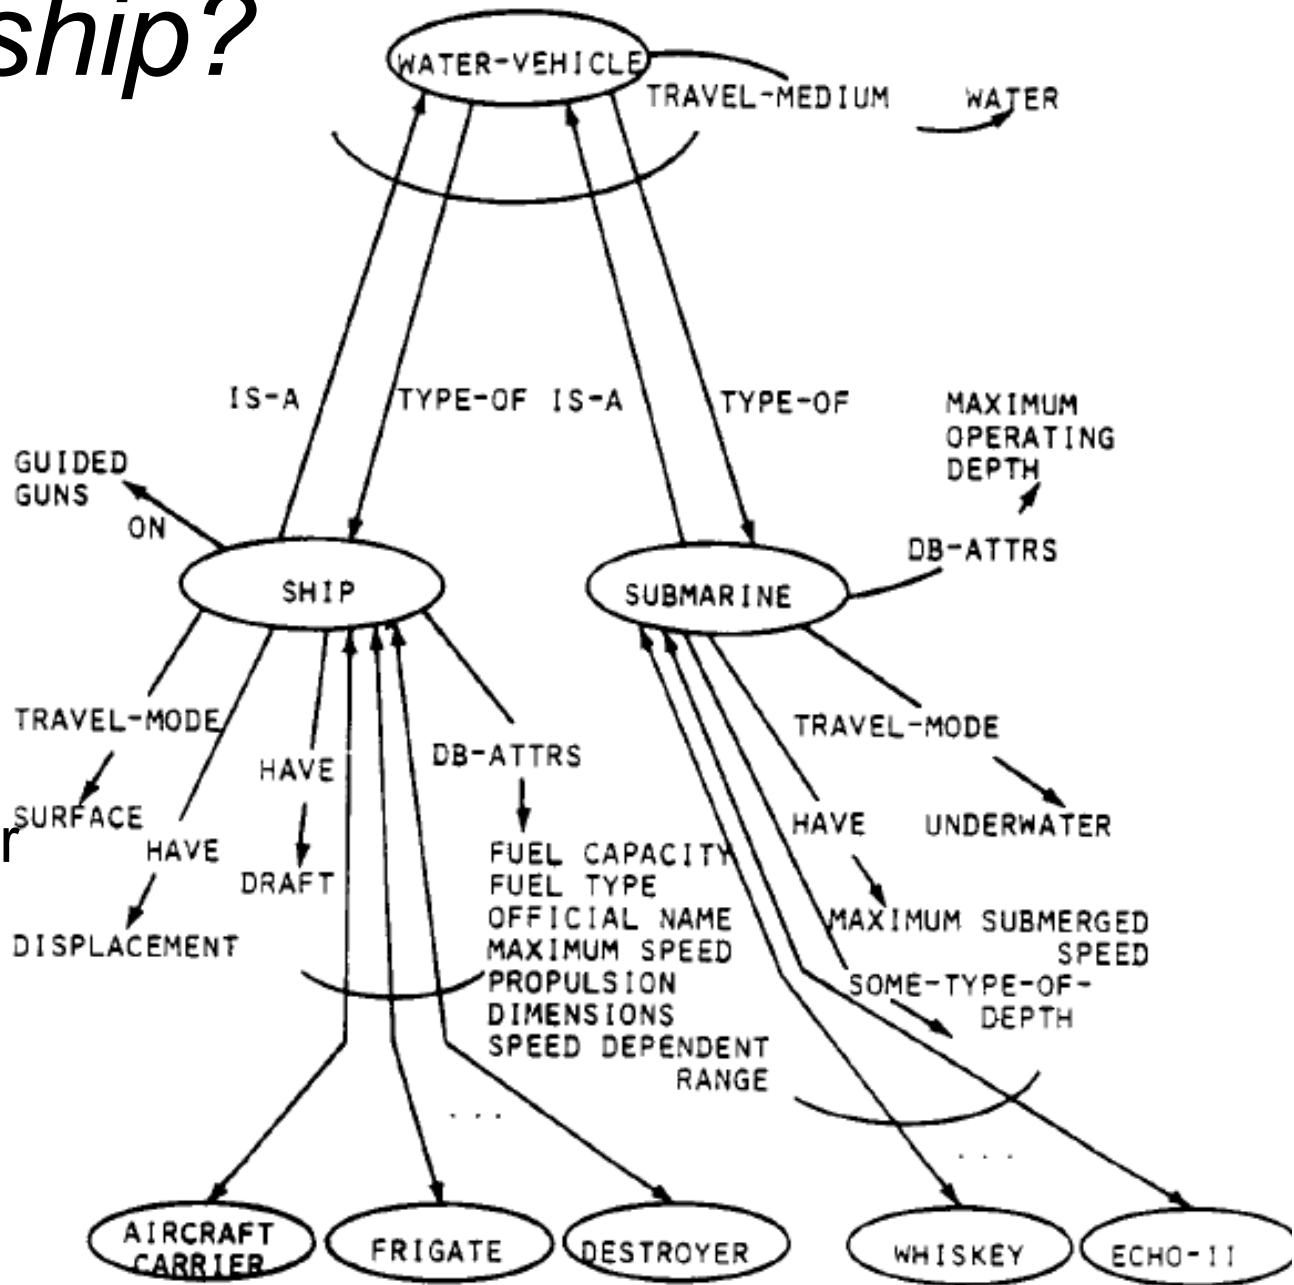 ship?
WATER-VEHICLE
TRAVEL-MEDIUM WATER
IS-A TYPE-OF IS-A TYPE-OF
MAXIMUM
OPERATING
DEPTH
GUIDED
GUNS
ON
DB-ATTRS
SHIP
SUBMARINE
TRAVEL-MODE
TRAVEL-MODE
HAVE
DB-ATTRS
SURFACE
r
HAVE
HAVE
UNDERWATER
DRAFT
DISPLACEMENT
FUEL CAPACITY
FUEL TYPE
OFFICIAL NAME
MAXIMUM SPEED
PROPULSION
DIMENSIONS
SPEED DEPENDENT
RANGE
MAXIMUM SUBMERGED
SPEED
SOME-TYPE-OF-
DEPTH
...
...
AIRCRAFT
CARRIER
FRIGATE
DESTROYER
WHISKEY
ECHO-II